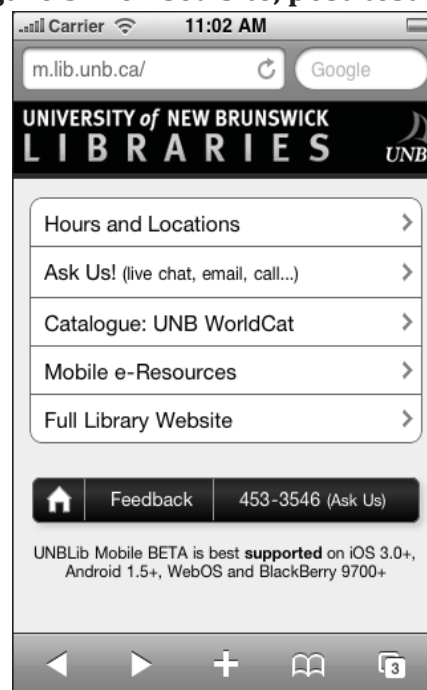 Carrier 11:02 AM
m.lib.unb.ca/ Google
UNIVERSITY of NEW BRUNSWICK
LIBRARIES
UNB
Hours and Locations
Ask Us! (live chat, email, call...)
Catalogue: UNB WorldCat
Mobile e-Resources
Full Library Website
Feedback 453-3546 (Ask Us)
UNBLib Mobile BETA is best supported on iOS 3.0+,
Android 1.5+, WebOS and BlackBerry 9700+
3